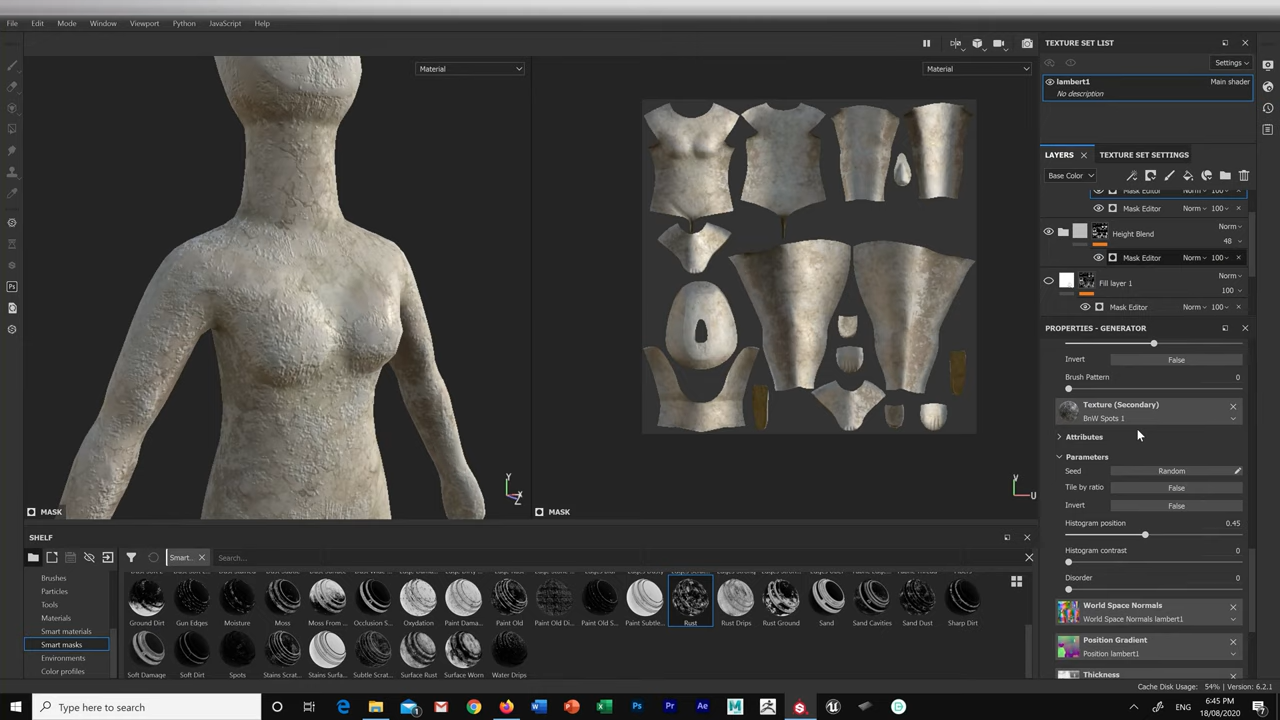 File Edit Mode Window Viewport Python JavaScript Help
Material
Material
TEXTURE SET LIST
Settings
lambert1 Main shader
No description
LAYERS TEXTURE SET SETTINGS
Base Color
Mask Editor Norm 100
Mask Editor Norm 100
Height Blend Norm
48
Mask Editor Norm 100
Fill layer 1 Norm
100
Mask Editor Norm 100
PROPERTIES - GENERATOR
Invert False
Brush Pattern 0
Texture (Secondary)
BnW Spots 1
Attributes
Parameters
Seed Random
Tile by ratio False
Invert False
Histogram position 0.45
Histogram contrast 0
Disorder 0
World Space Normals
World Space Normals lambert1
Position Gradient
Position lambert1
Thickness
Y
X
Z
V
U
MASK
MASK
SHELF
Smart... Search...
Brushes
Particles
Tools
Materials
Smart materials
Smart masks
Environments
Color profiles
Ground Dirt Gun Edges Moisture Moss Moss From ... Occlusion S... Oxydation Paint Dama... Paint Old Paint Old Di... Paint Old S... Paint Subtle... Rust Rust Drips Rust Ground Sand Sand Cavities Sand Dust Sharp Dirt
Soft Damage Soft Dirt Spots Stains Scrat... Stains Surfa... Subtle Scrat... Surface Rust Surface Worn Water Drips
Cache Disk Usage: 54% | Version: 6.2.1
Type here to search
ENG
6:45 PM
18/08/2020